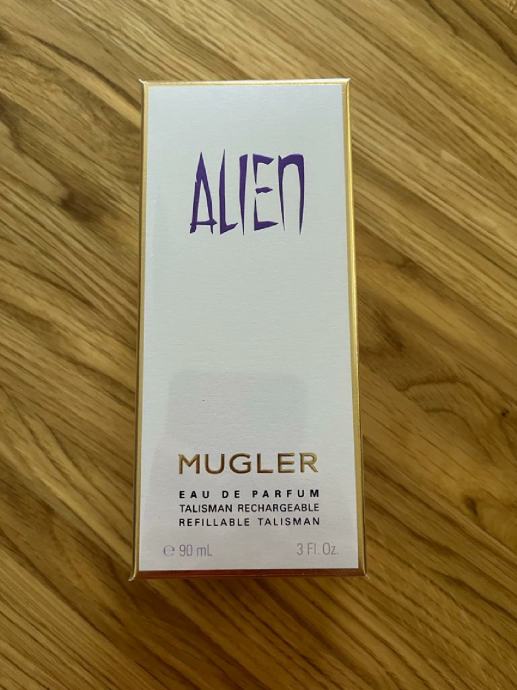 ALIEN
MUGLER
EAU DE PARFUM
TALISMAN RECHARGEABLE
REFILLABLE TALISMAN
℮ 90 mL 3 Fl. Oz.